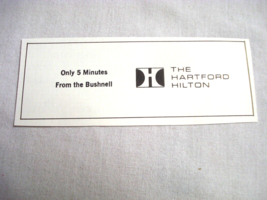 Only 5 Minutes
From the Bushnell
H
THE
HARTFORD
HILTON